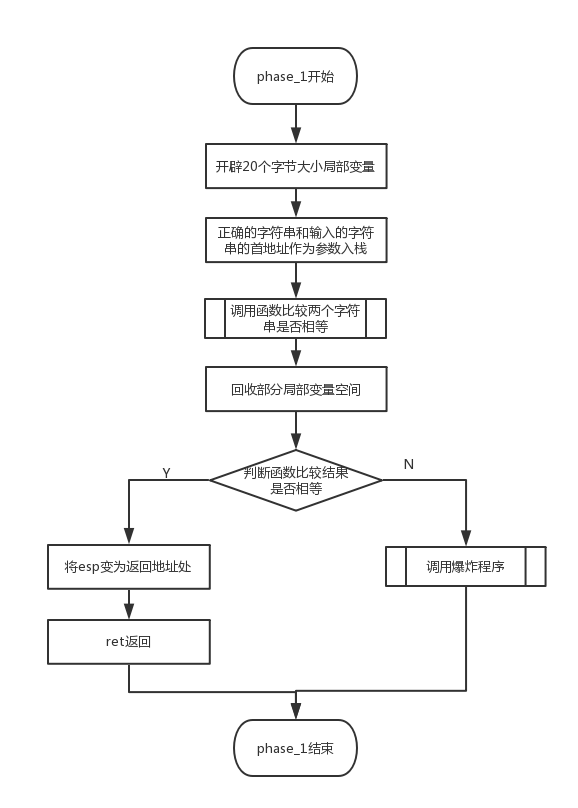 phase_1开始
开辟20个字节大小局部变量
正确的字符串和输入的字符
串的首地址作为参数入栈
调用函数比较两个字符
串是否相等
回收部分局部变量空间
判断函数比较结果
是否相等
Y
N
将esp变为返回地址处
调用爆炸程序
ret返回
phase_1结束